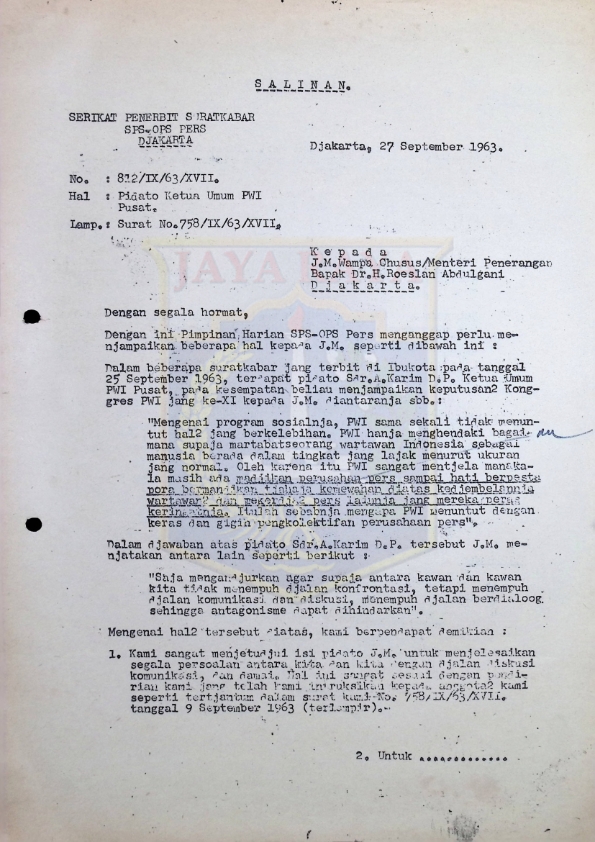 SALINAN.
SERIKAT PENERBIT SURATKABAR
SPS-OPS PERS
DJAKARTA
Djakarta, 27 September 1963.
No. : 812/IX/63/XVII.
Hal : Pidato Ketua Umum PWI
Pusat.
Lamp.: Surat No.758/IX/63/XVII.
Kepada
J.M.Wampa Chusus/Menteri Penerangan
Bapak Dr.H.Roeslan Abdulgani
Djakarta.
JAYA RAYA
Dengan segala hormat,
Dengan ini Pimpinan Harian SPS-OPS Pers menganggap perlu me-
njampaikan beberapa hal kepada J.M. seperti dibawah ini :
Dalam beberapa suratkabar jang terbit di Ibukota pada tanggal
25 September 1963, terdapat pidato Sdr.A.Karim D.P. Ketua Umum
PWI Pusat, pada kesempatan beliau menjampaikan keputusan2 Kong-
gres PWI jang ke-XI kepada J.M. diantaranja sbb.:
"Mengenai program sosialnja, PWI sama sekali tidak menun-
tut hal2 jang berkelebihan. PWI hanja menghendaki bagai-
mana supaja martabatseorang wartawan Indonesia sebagai
manusia berada dalam tingkat jang lajak menurut ukuran
jang normal. Oleh karena itu PWI sangat mentjela manaka-
la masih ada madjikan perusahan pers sampai hati berpesta
pora bermandikan tjahaja kemewahan diatas kedjembelannja
wartawan2 dan pekerdja pers lainnja jang mereka peras
keringatnja. Itulah sebabnja mengapa PWI menuntut dengan
keras dan gigih pengkolektifan perusahaan pers".
Dalam djawaban atas pidato Sdr.A.Karim D.P. tersebut J.M. me-
njatakan antara lain seperti berikut :
"Saja mengandjurkan agar supaja antara kawan dan kawan
kita tidak menempuh djalan konfrontasi, tetapi menempuh
djalan komunikasi dan diskusi, menempuh djalan berdialoog
sehingga antagonisme dapat dihindarkan".
Mengenai hal2 tersebut diatas, kami berpendapat demikian :
1. Kami sangat menjetudjui isi pidato J.M. untuk menjelesaikan
segala persoalan antara kita dan kita dengan djalan diskusi
komunikasi, dan damai. Hal ini sangat sesuai dengan pendi-
rian kami jang telah kami instruksikan kepada anggota2 kami
seperti tertjantum dalam surat kami No. 758/IX/63/XVII.
tanggal 9 September 1963 (terlampir).-
2. Untuk .............